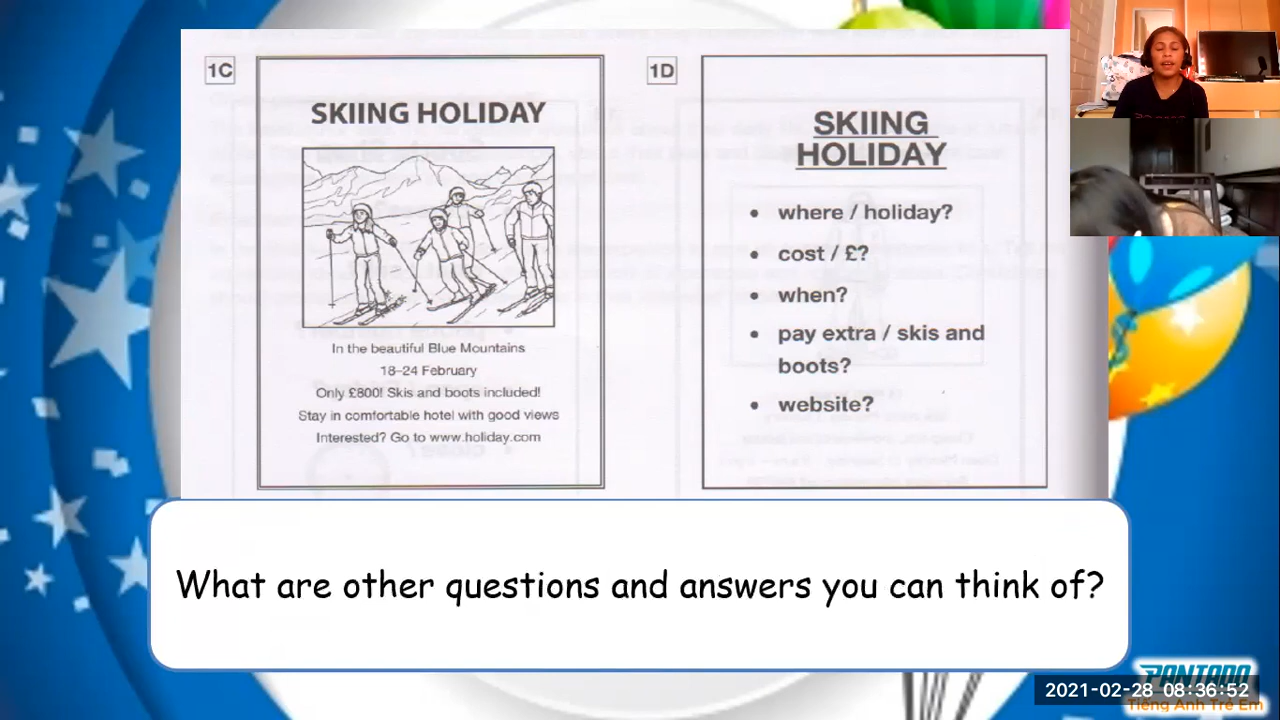 1C
SKIING HOLIDAY
In the beautiful Blue Mountains
18–24 February
Only £800! Skis and boots included!
Stay in comfortable hotel with good views
Interested? Go to www.holiday.com
1D
SKIING
HOLIDAY
• where / holiday?
• cost / £?
• when?
• pay extra / skis and
boots?
• website?
What are other questions and answers you can think of?
PANTADO
2021-02-28 08:36:52
Tiếng Anh Trẻ Em